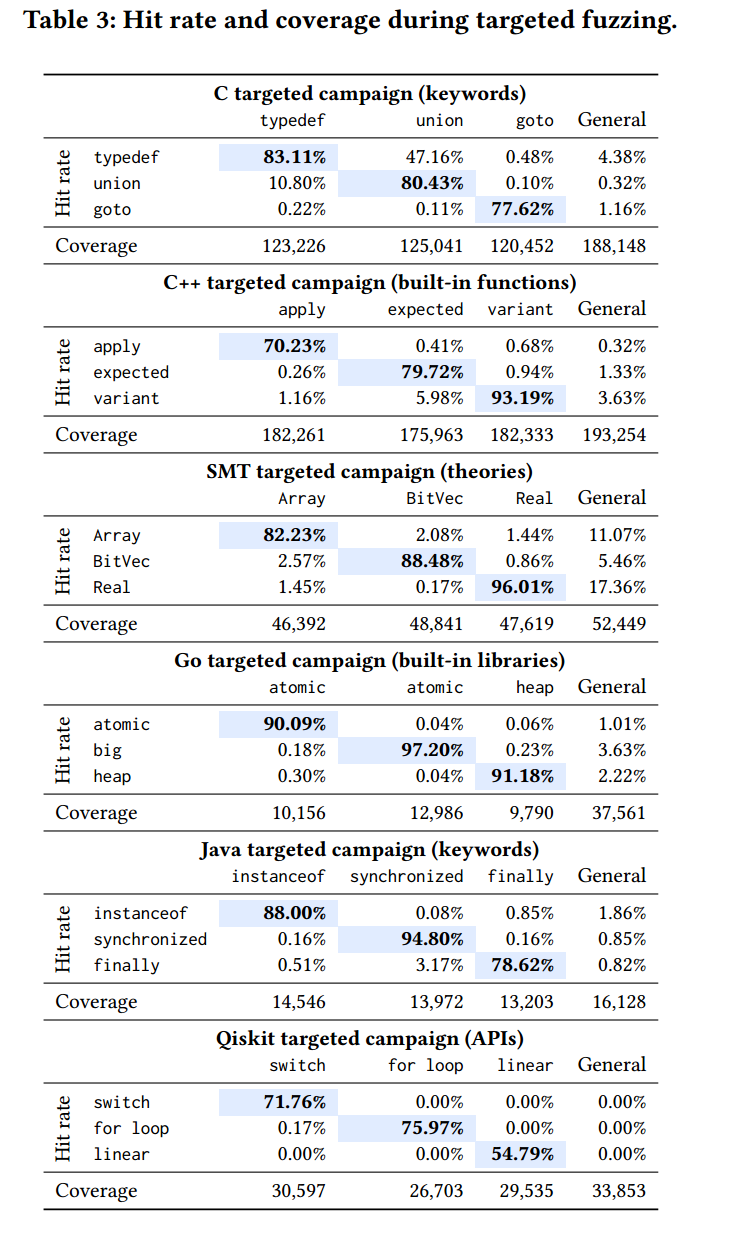 Table 3: Hit rate and coverage during targeted fuzzing.
C targeted campaign (keywords)
typedef union goto General
Hit rate
typedef 83.11% 47.16% 0.48% 4.38%
union 10.80% 80.43% 0.10% 0.32%
goto 0.22% 0.11% 77.62% 1.16%
Coverage 123,226 125,041 120,452 188,148
C++ targeted campaign (built-in functions)
apply expected variant General
Hit rate
apply 70.23% 0.41% 0.68% 0.32%
expected 0.26% 79.72% 0.94% 1.33%
variant 1.16% 5.98% 93.19% 3.63%
Coverage 182,261 175,963 182,333 193,254
SMT targeted campaign (theories)
Array BitVec Real General
Hit rate
Array 82.23% 2.08% 1.44% 11.07%
BitVec 2.57% 88.48% 0.86% 5.46%
Real 1.45% 0.17% 96.01% 17.36%
Coverage 46,392 48,841 47,619 52,449
Go targeted campaign (built-in libraries)
atomic atomic heap General
Hit rate
atomic 90.09% 0.04% 0.06% 1.01%
big 0.18% 97.20% 0.23% 3.63%
heap 0.30% 0.04% 91.18% 2.22%
Coverage 10,156 12,986 9,790 37,561
Java targeted campaign (keywords)
instanceof synchronized finally General
Hit rate
instanceof 88.00% 0.08% 0.85% 1.86%
synchronized 0.16% 94.80% 0.16% 0.85%
finally 0.51% 3.17% 78.62% 0.82%
Coverage 14,546 13,972 13,203 16,128
Qiskit targeted campaign (APIs)
switch for loop linear General
Hit rate
switch 71.76% 0.00% 0.00% 0.00%
for loop 0.17% 75.97% 0.00% 0.00%
linear 0.00% 0.00% 54.79% 0.00%
Coverage 30,597 26,703 29,535 33,853